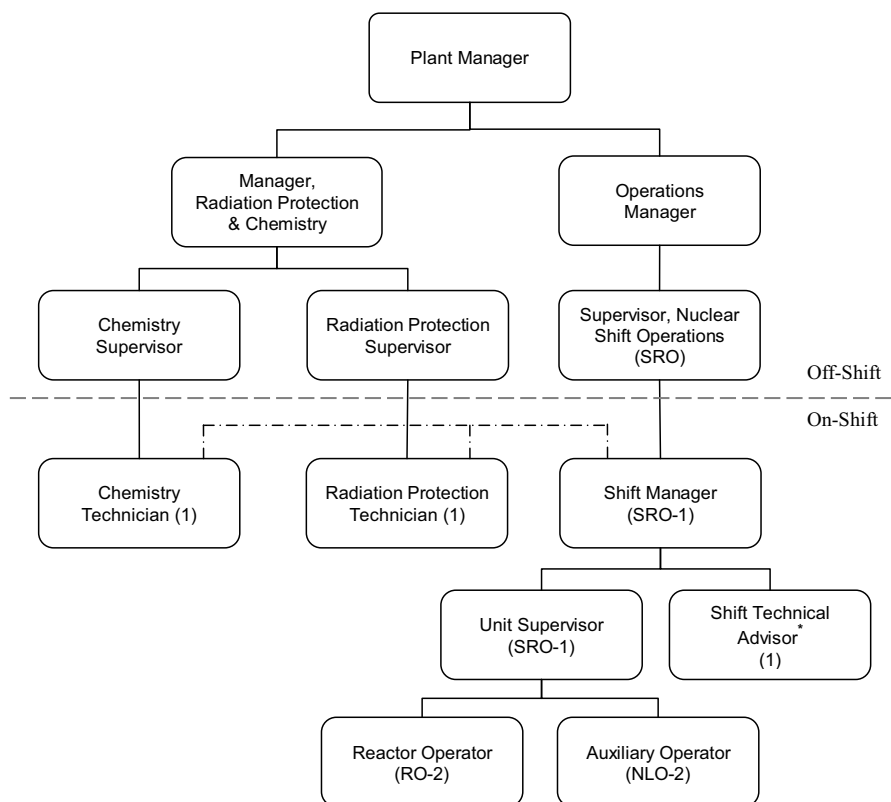 Plant Manager
Manager,
Radiation Protection
& Chemistry
Operations
Manager
Chemistry
Supervisor
Radiation Protection
Supervisor
Supervisor, Nuclear
Shift Operations
(SRO)
Off-Shift
On-Shift
Chemistry
Technician (1)
Radiation Protection
Technician (1)
Shift Manager
(SRO-1)
Unit Supervisor
(SRO-1)
Shift Technical
Advisor*
(1)
Reactor Operator
(RO-2)
Auxiliary Operator
(NLO-2)